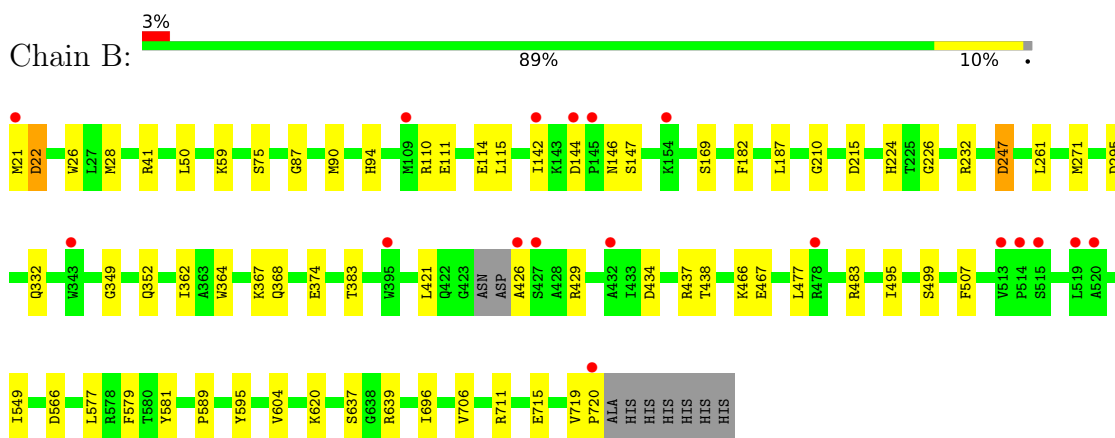 3%
Chain B:
89% 10% •
M21 D22 W26 L27 M28 R41 L50 K59 S75 G87 M90 H94 M109 R110 E111 E114 L115 I142 K143 D144 P145 N146 S147 K154 S169 F182 L187 G210 D215 H224 T225 G226 R232 D247 L261 M271
Q332 W343 G349 Q352 I362 A363 W364 K367 Q368 E374 T383 W395 L421 Q422 G423 ASN ASP A426 S427 A428 R429 A432 I433 D434 R437 T438 K466 E467 L477 R478 R483 I495 S499 F507 V513 P514 S515 L519 A520
I549 D566 L577 R578 F579 T580 Y581 P589 Y595 V604 K620 S637 G638 R639 I696 V706 R711 E715 V719 P720 ALA HIS HIS HIS HIS HIS HIS